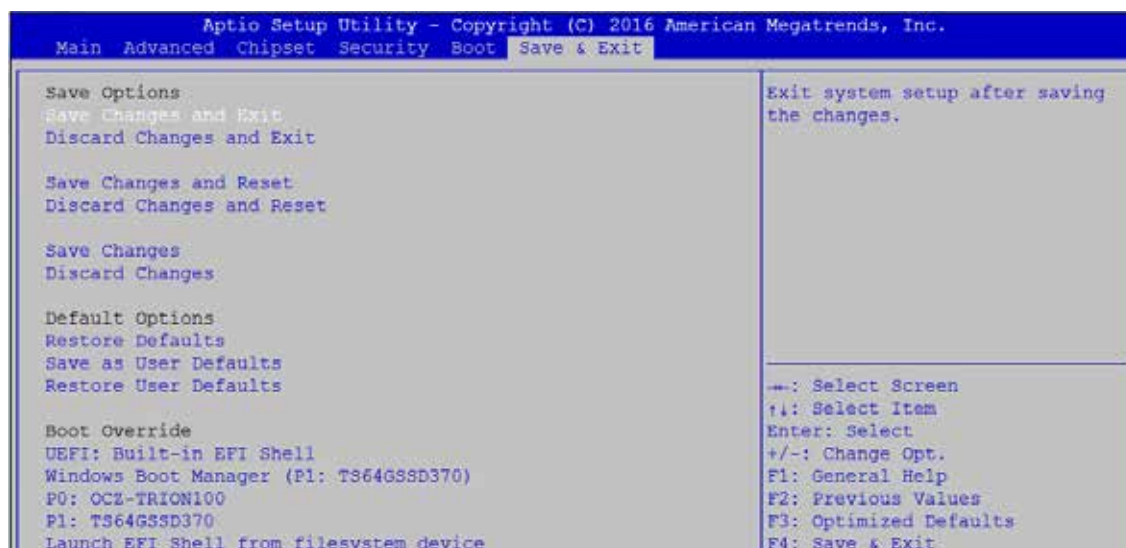 Aptio Setup Utility - Copyright (C) 2016 American Megatrends, Inc.
Main Advanced Chipset Security Boot Save & Exit
Save Options
Save Changes and Exit
Discard Changes and Exit
Save Changes and Reset
Discard Changes and Reset
Save Changes
Discard Changes
Default Options
Restore Defaults
Save as User Defaults
Restore User Defaults
Boot Override
UEFI: Built-in EFI Shell
Windows Boot Manager (P1: TS64GSSD370)
P0: OCZ-TRION100
P1: TS64GSSD370
Launch EFI Shell from filesystem device
Exit system setup after saving
the changes.
→←: Select Screen
↑↓: Select Item
Enter: Select
+/-: Change Opt.
F1: General Help
F2: Previous Values
F3: Optimized Defaults
F4: Save & Exit